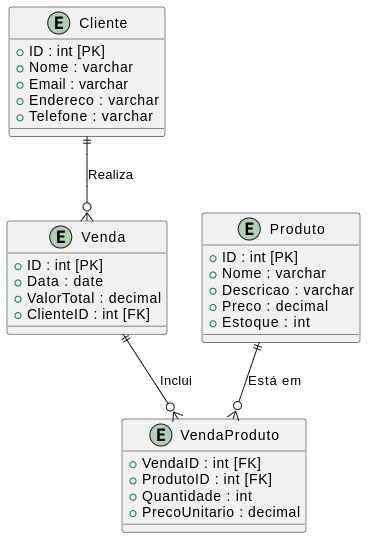 E Cliente
ID : int [PK]
Nome : varchar
Email : varchar
Endereco : varchar
Telefone : varchar
Realiza
E Venda
ID : int [PK]
Data : date
ValorTotal : decimal
ClienteID : int [FK]
E Produto
ID : int [PK]
Nome : varchar
Descricao : varchar
Preco : decimal
Estoque : int
Inclui
Está em
E VendaProduto
VendaID : int [FK]
ProdutoID : int [FK]
Quantidade : int
PrecoUnitario : decimal